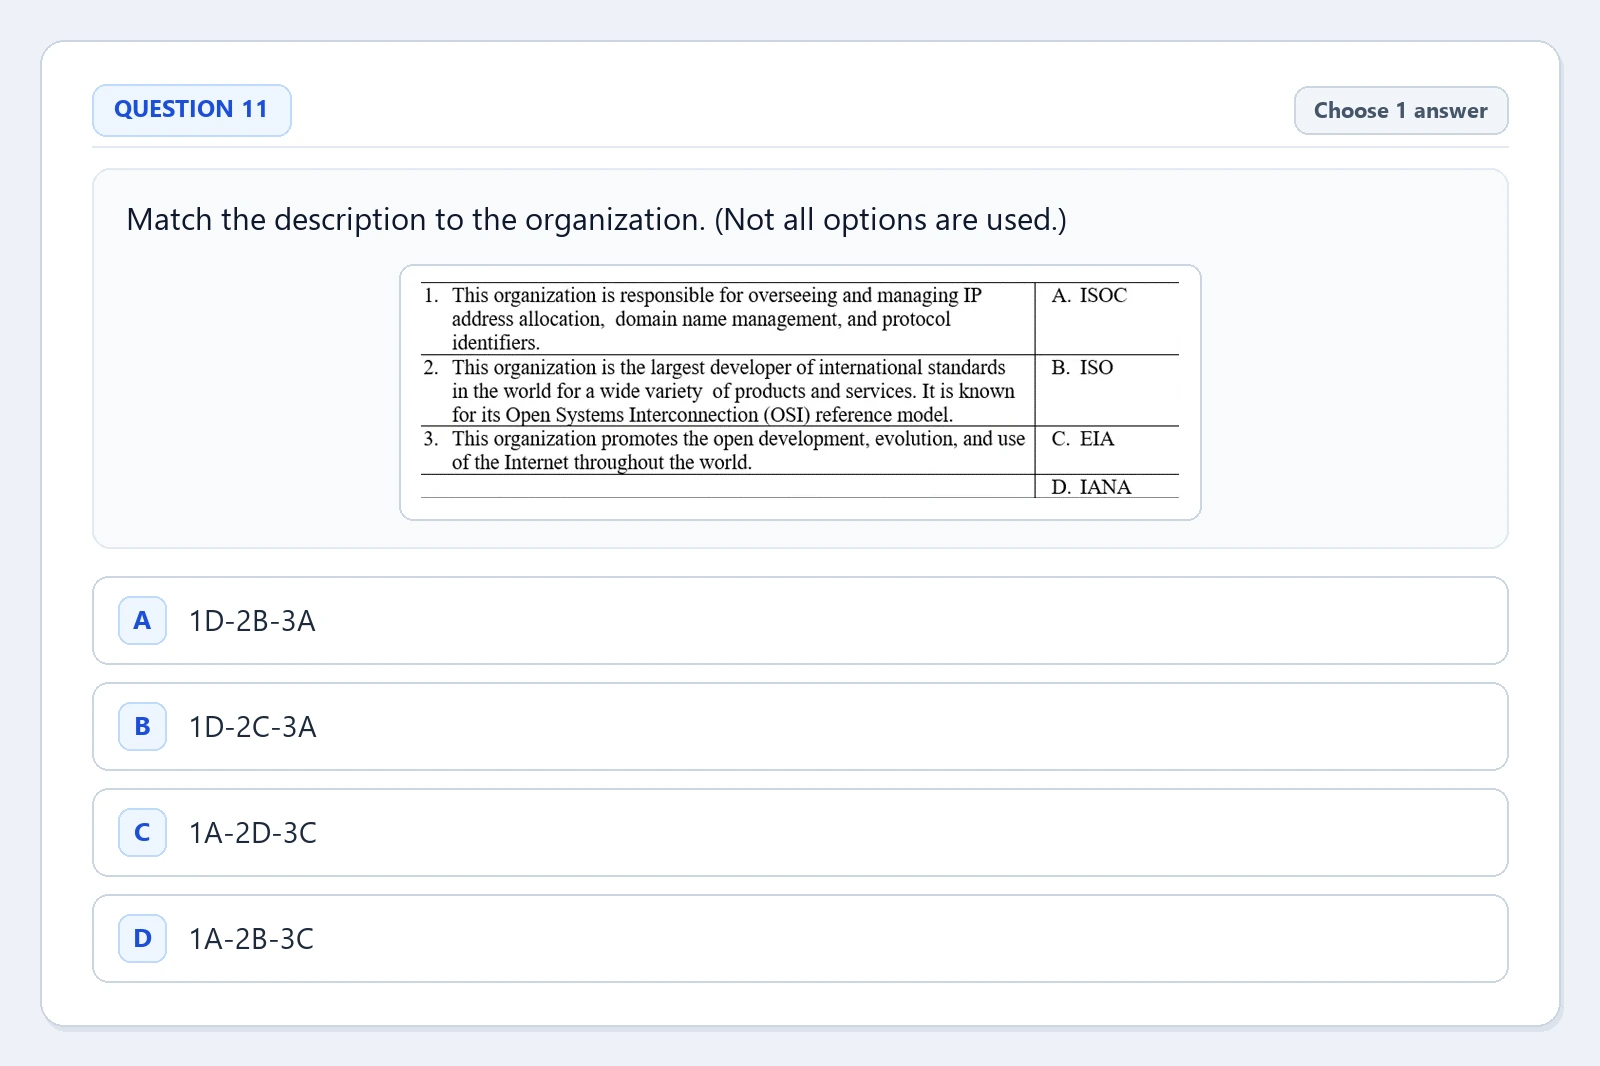 QUESTION 11
Choose 1 answer
Match the description to the organization. (Not all options are used.)
1. This organization is responsible for overseeing and managing IP
address allocation,  domain name management, and protocol
identifiers.
A. ISOC
2. This organization is the largest developer of international standards
in the world for a wide variety  of products and services. It is known
for its Open Systems Interconnection (OSI) reference model.
B. ISO
3. This organization promotes the open development, evolution, and use
of the Internet throughout the world.
C. EIA
D. IANA
A 1D-2B-3A
B 1D-2C-3A
C 1A-2D-3C
D 1A-2B-3C